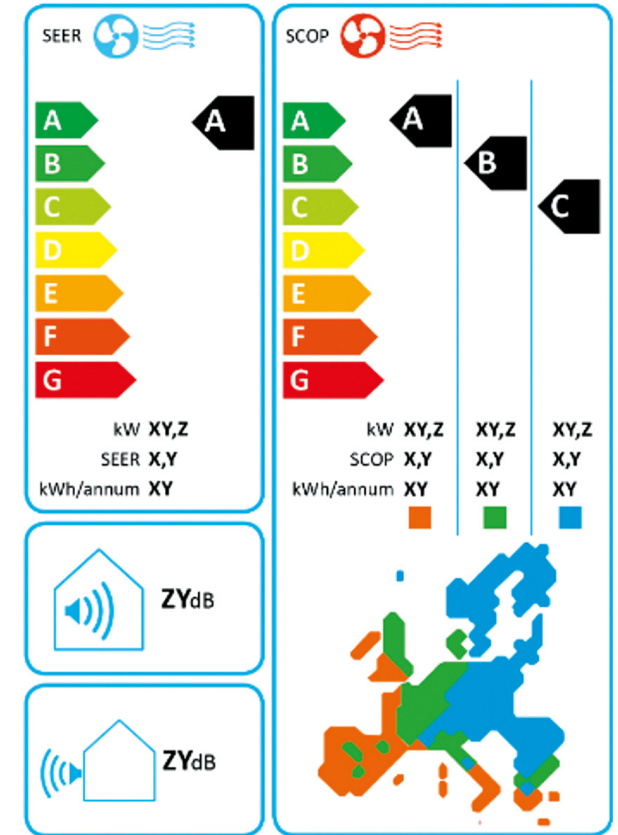 SEER
A
A
B
C
D
E
F
G
kW XY,Z
SEER X,Y
kWh/annum XY
ZYdB
ZYdB
SCOP
A A
B B
C C
D
E
F
G
kW XY,Z XY,Z XY,Z
SCOP X,Y X,Y X,Y
kWh/annum XY XY XY